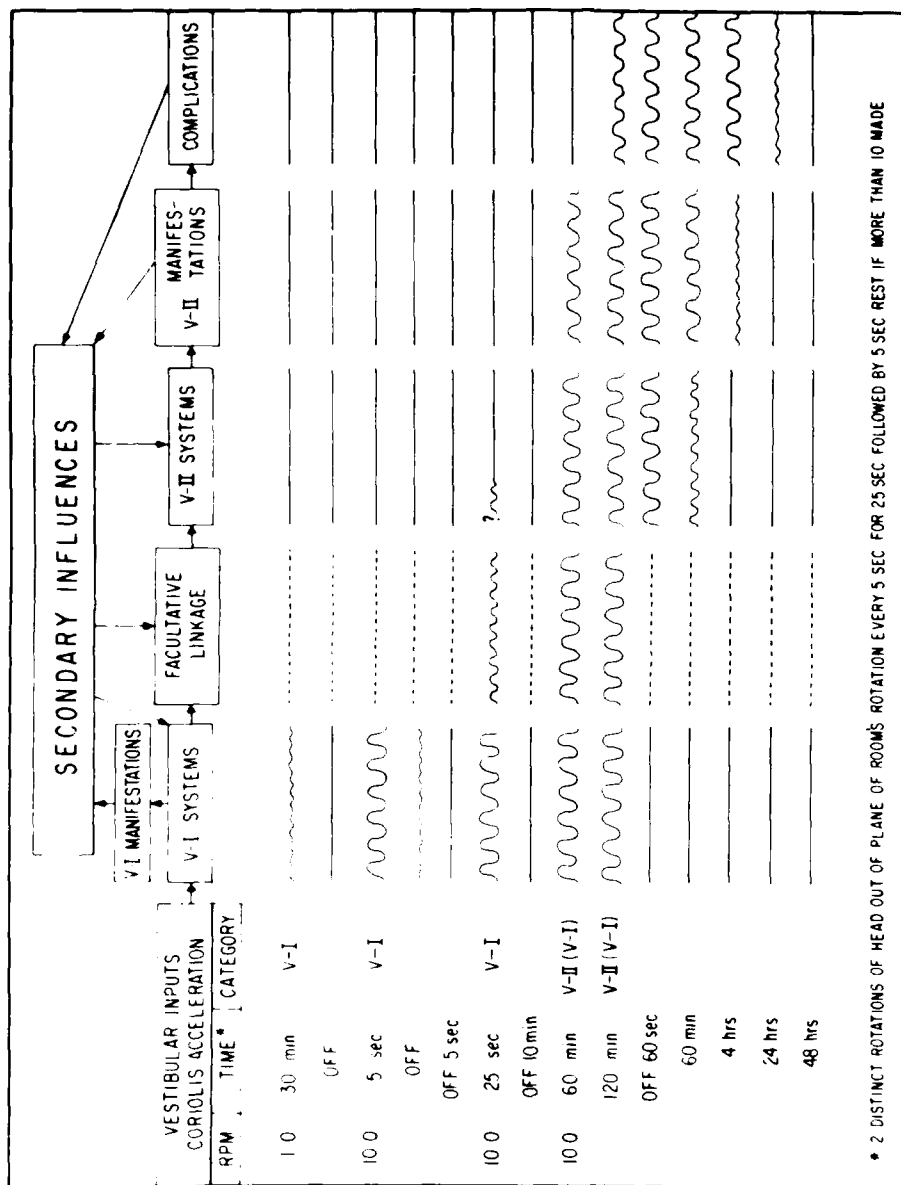 SECONDARY INFLUENCES
V-I MANIFESTATIONS
VESTIBULAR INPUTS
CORIOLIS ACCELERATION
V-I SYSTEMS
FACULTATIVE
LINKAGE
V-II SYSTEMS
V-II MANIFES-
TATIONS
COMPLICATIONS
RPM TIME* CATEGORY
1 0 30 min V-I
OFF
10 0 5 sec V-I
OFF
OFF 5 sec
10 0 25 sec V-I
?
OFF 10 min
10 0 60 min V-II (V-I)
120 min V-II (V-I)
OFF 60 sec
60 min
4 hrs
24 hrs
48 hrs
* 2 DISTINCT ROTATIONS OF HEAD OUT OF PLANE OF ROOM'S ROTATION EVERY 5 SEC FOR 25 SEC FOLLOWED BY 5 SEC REST IF MORE THAN 10 MADE